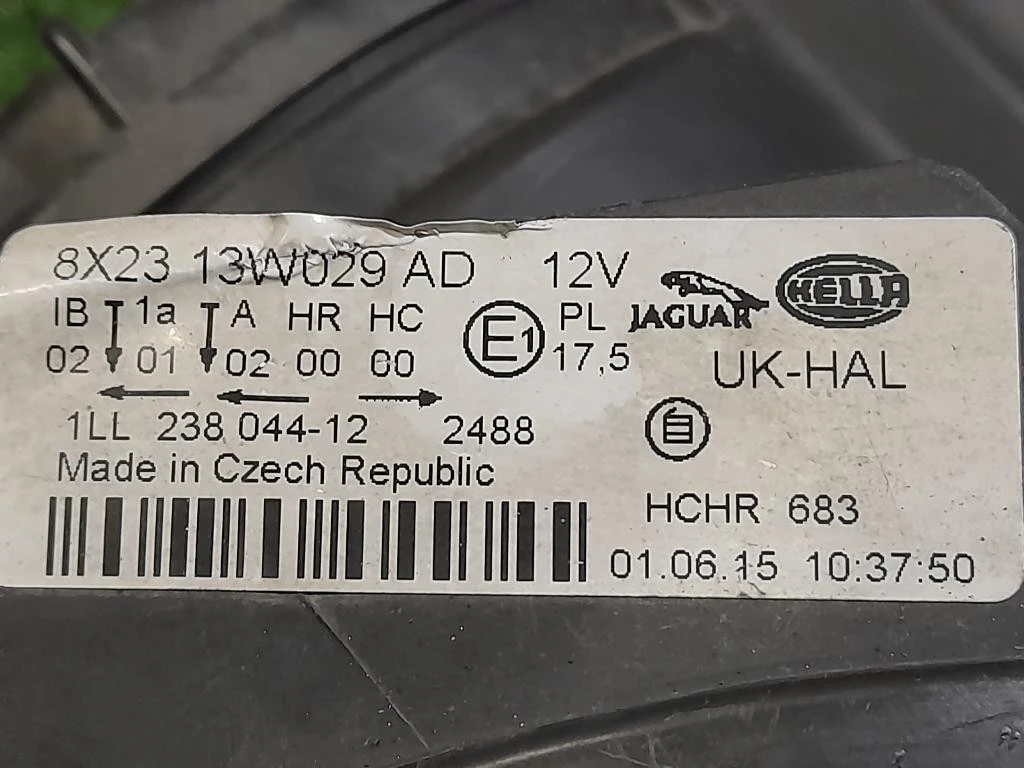 8X23 13W029 AD 12V
IB 1a A HR HC PL JAGUAR HELLA
02 01 02 00 00 E1 17,5 UK-HAL
1LL 238 044-12 2488 自
Made in Czech Republic
HCHR 683
01.06.15 10:37:50